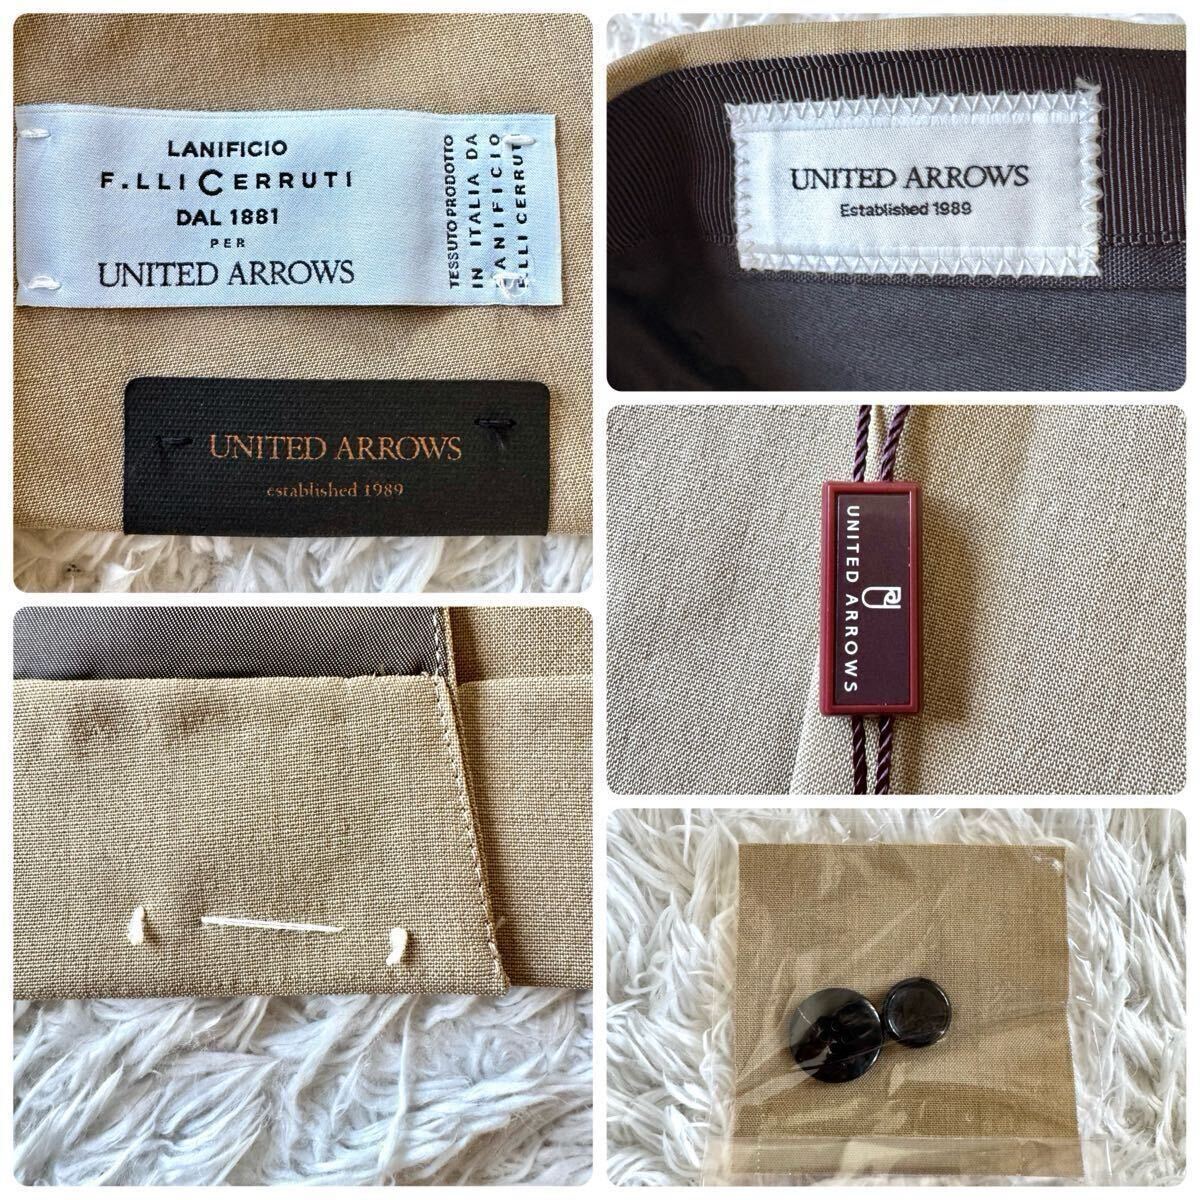 LANIFICIO
F.LLI CERRUTI
DAL 1881
PER
UNITED ARROWS
TESSUTO PRODOTTO
IN ITALIA DA
LANIFICIO
F.LLI CERRUTI
UNITED ARROWS
established 1989
UNITED ARROWS
Established 1989
UNITED ARROWS